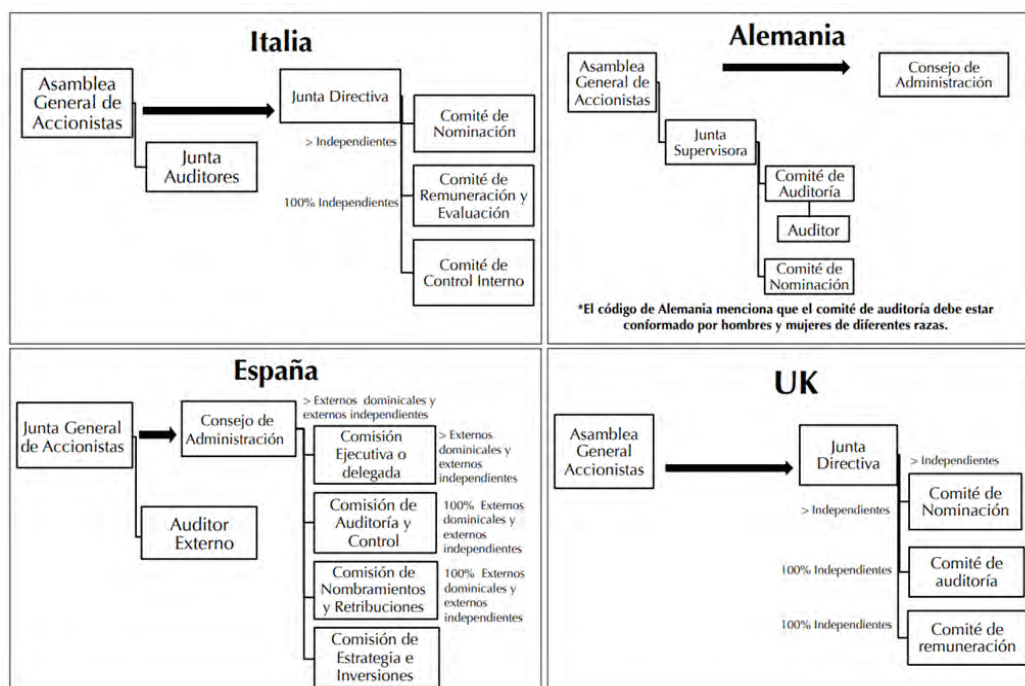 Italia
Asamblea
General de
Accionistas
Junta
Auditores
Junta Directiva
> Independientes
100% Independientes
Comité de
Nominación
Comité de
Remuneración y
Evaluación
Comité de
Control Interno
Alemania
Asamblea
General de
Accionistas
Consejo de
Administración
Junta
Supervisora
Comité de
Auditoría
Auditor
Comité de
Nominación
*El código de Alemania menciona que el comité de auditoría debe estar
conformado por hombres y mujeres de diferentes razas.
España
Junta General
de Accionistas
Auditor
Externo
Consejo de
Administración
> Externos dominicales y
externos independientes
Comisión
Ejecutiva o
delegada
> Externos
dominicales y
externos
independientes
Comisión de
Auditoría y
Control
100% Externos
dominicales y
externos
independientes
Comisión de
Nombramientos
y Retribuciones
100% Externos
dominicales y
externos
independientes
Comisión de
Estrategia e
Inversiones
UK
Asamblea
General
Accionistas
Junta
Directiva
> Independientes
> Independientes
Comité de
Nominación
100% Independientes
Comité de
auditoría
100% Independientes
Comité de
remuneración